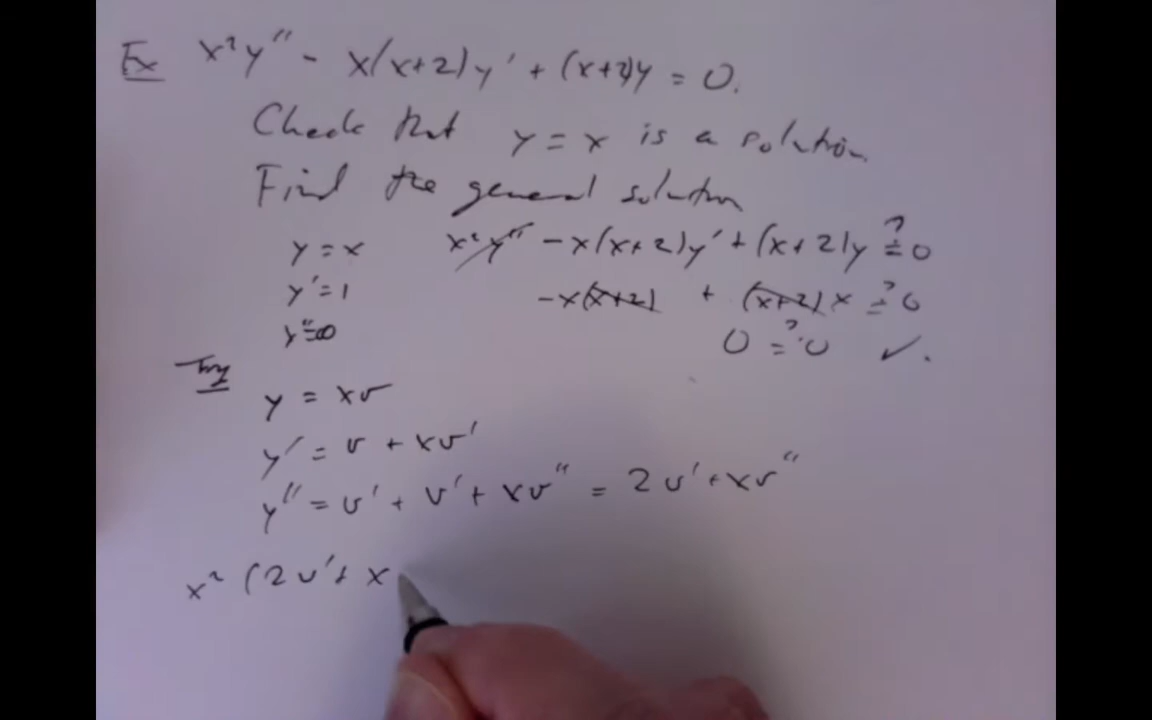 Ex x²y" - x(x+2)y' + (x+2)y = 0.
Check that y = x is a solution.
Find the general solution
y = x x²y" - x(x+2)y' + (x+2)y ?= 0
y' = 1 -x(x+2) + (x+2)x ?= 0
y" = 0 0 ?= 0 ✓.
Try
y = xv
y' = v + xv'
y" = v' + v' + xv" = 2v' + xv"
x² (2v' + x